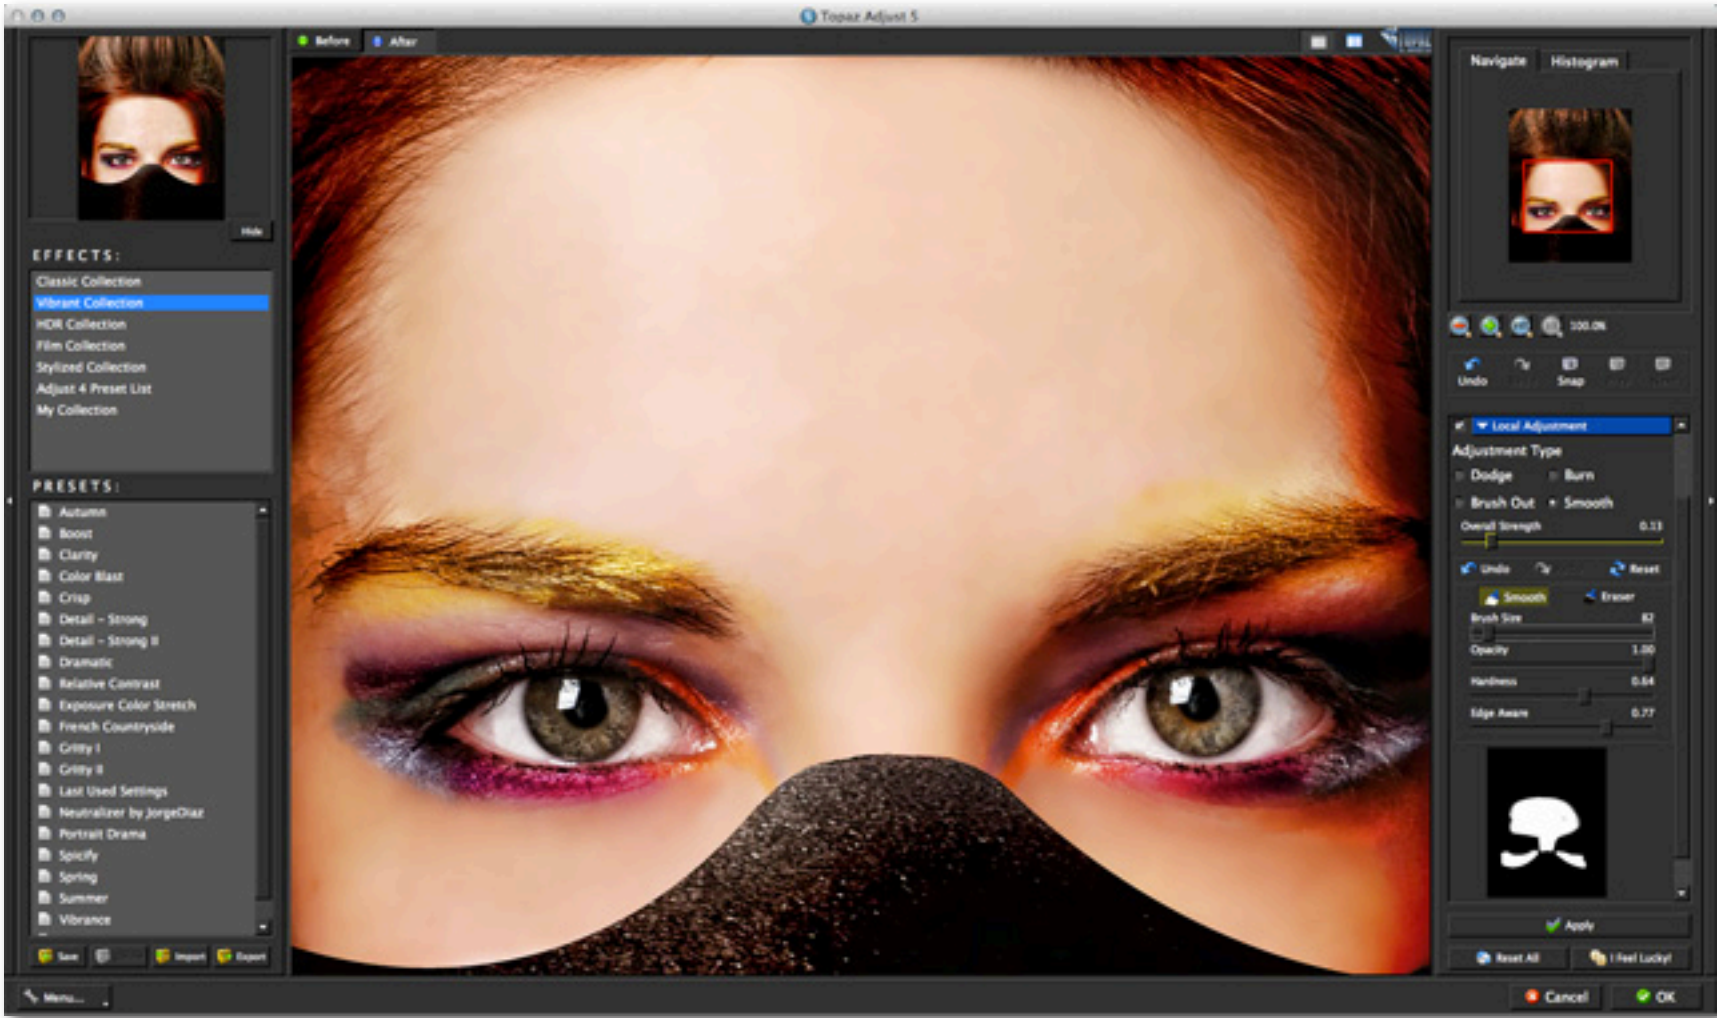 Topaz Adjust 5
Before After
Hide
EFFECTS:
Classic Collection
Vibrant Collection
HDR Collection
Film Collection
Stylized Collection
Adjust 4 Preset List
My Collection
PRESETS:
Autumn
Boost
Clarity
Color Blast
Crisp
Detail - Strong
Detail - Strong II
Dramatic
Relative Contrast
Exposure Color Stretch
French Countryside
Gritty I
Gritty II
Last Used Settings
Neutralizer by JorgeDiaz
Portrait Drama
Spicify
Spring
Summer
Vibrance
Save Import Export
Menu...
Navigate Histogram
100.0%
Undo Snap
Local Adjustment
Adjustment Type
Dodge Burn
Brush Out Smooth
Overall Strength 0.13
Undo Reset
Smooth Eraser
Brush Size 82
Opacity 1.00
Hardness 0.64
Edge Aware 0.77
Apply
Reset All I Feel Lucky!
Cancel OK